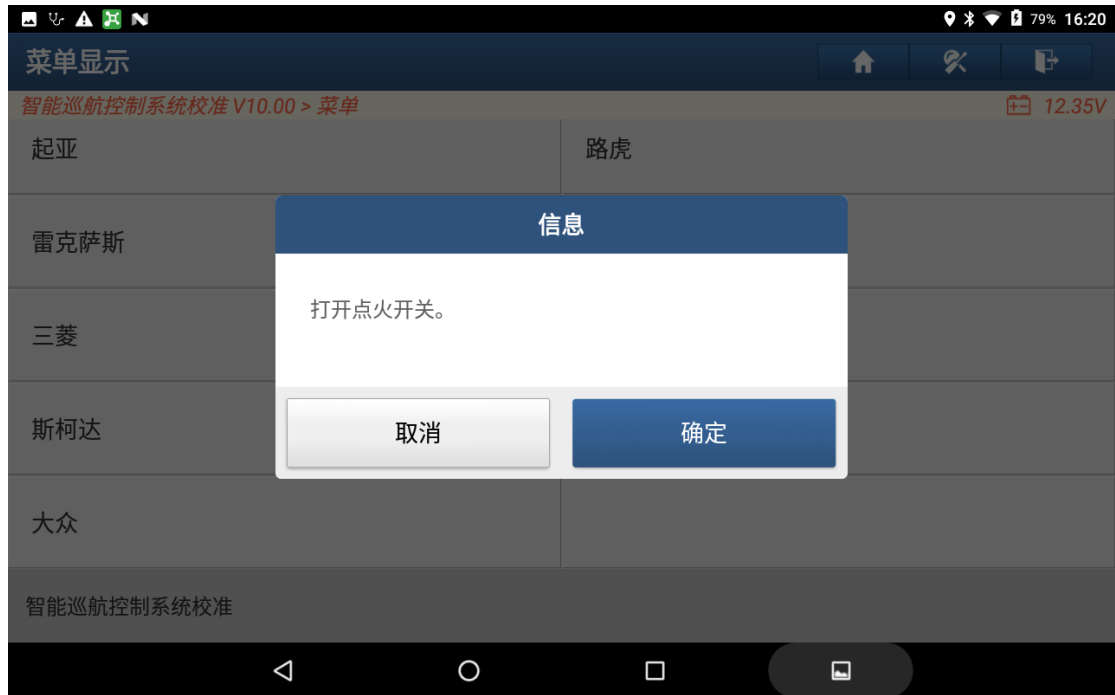 79% 16:20
菜单显示
智能巡航控制系统校准 V10.00 > 菜单
12.35V
起亚
路虎
雷克萨斯
三菱
斯柯达
大众
信息
打开点火开关。
取消
确定
智能巡航控制系统校准